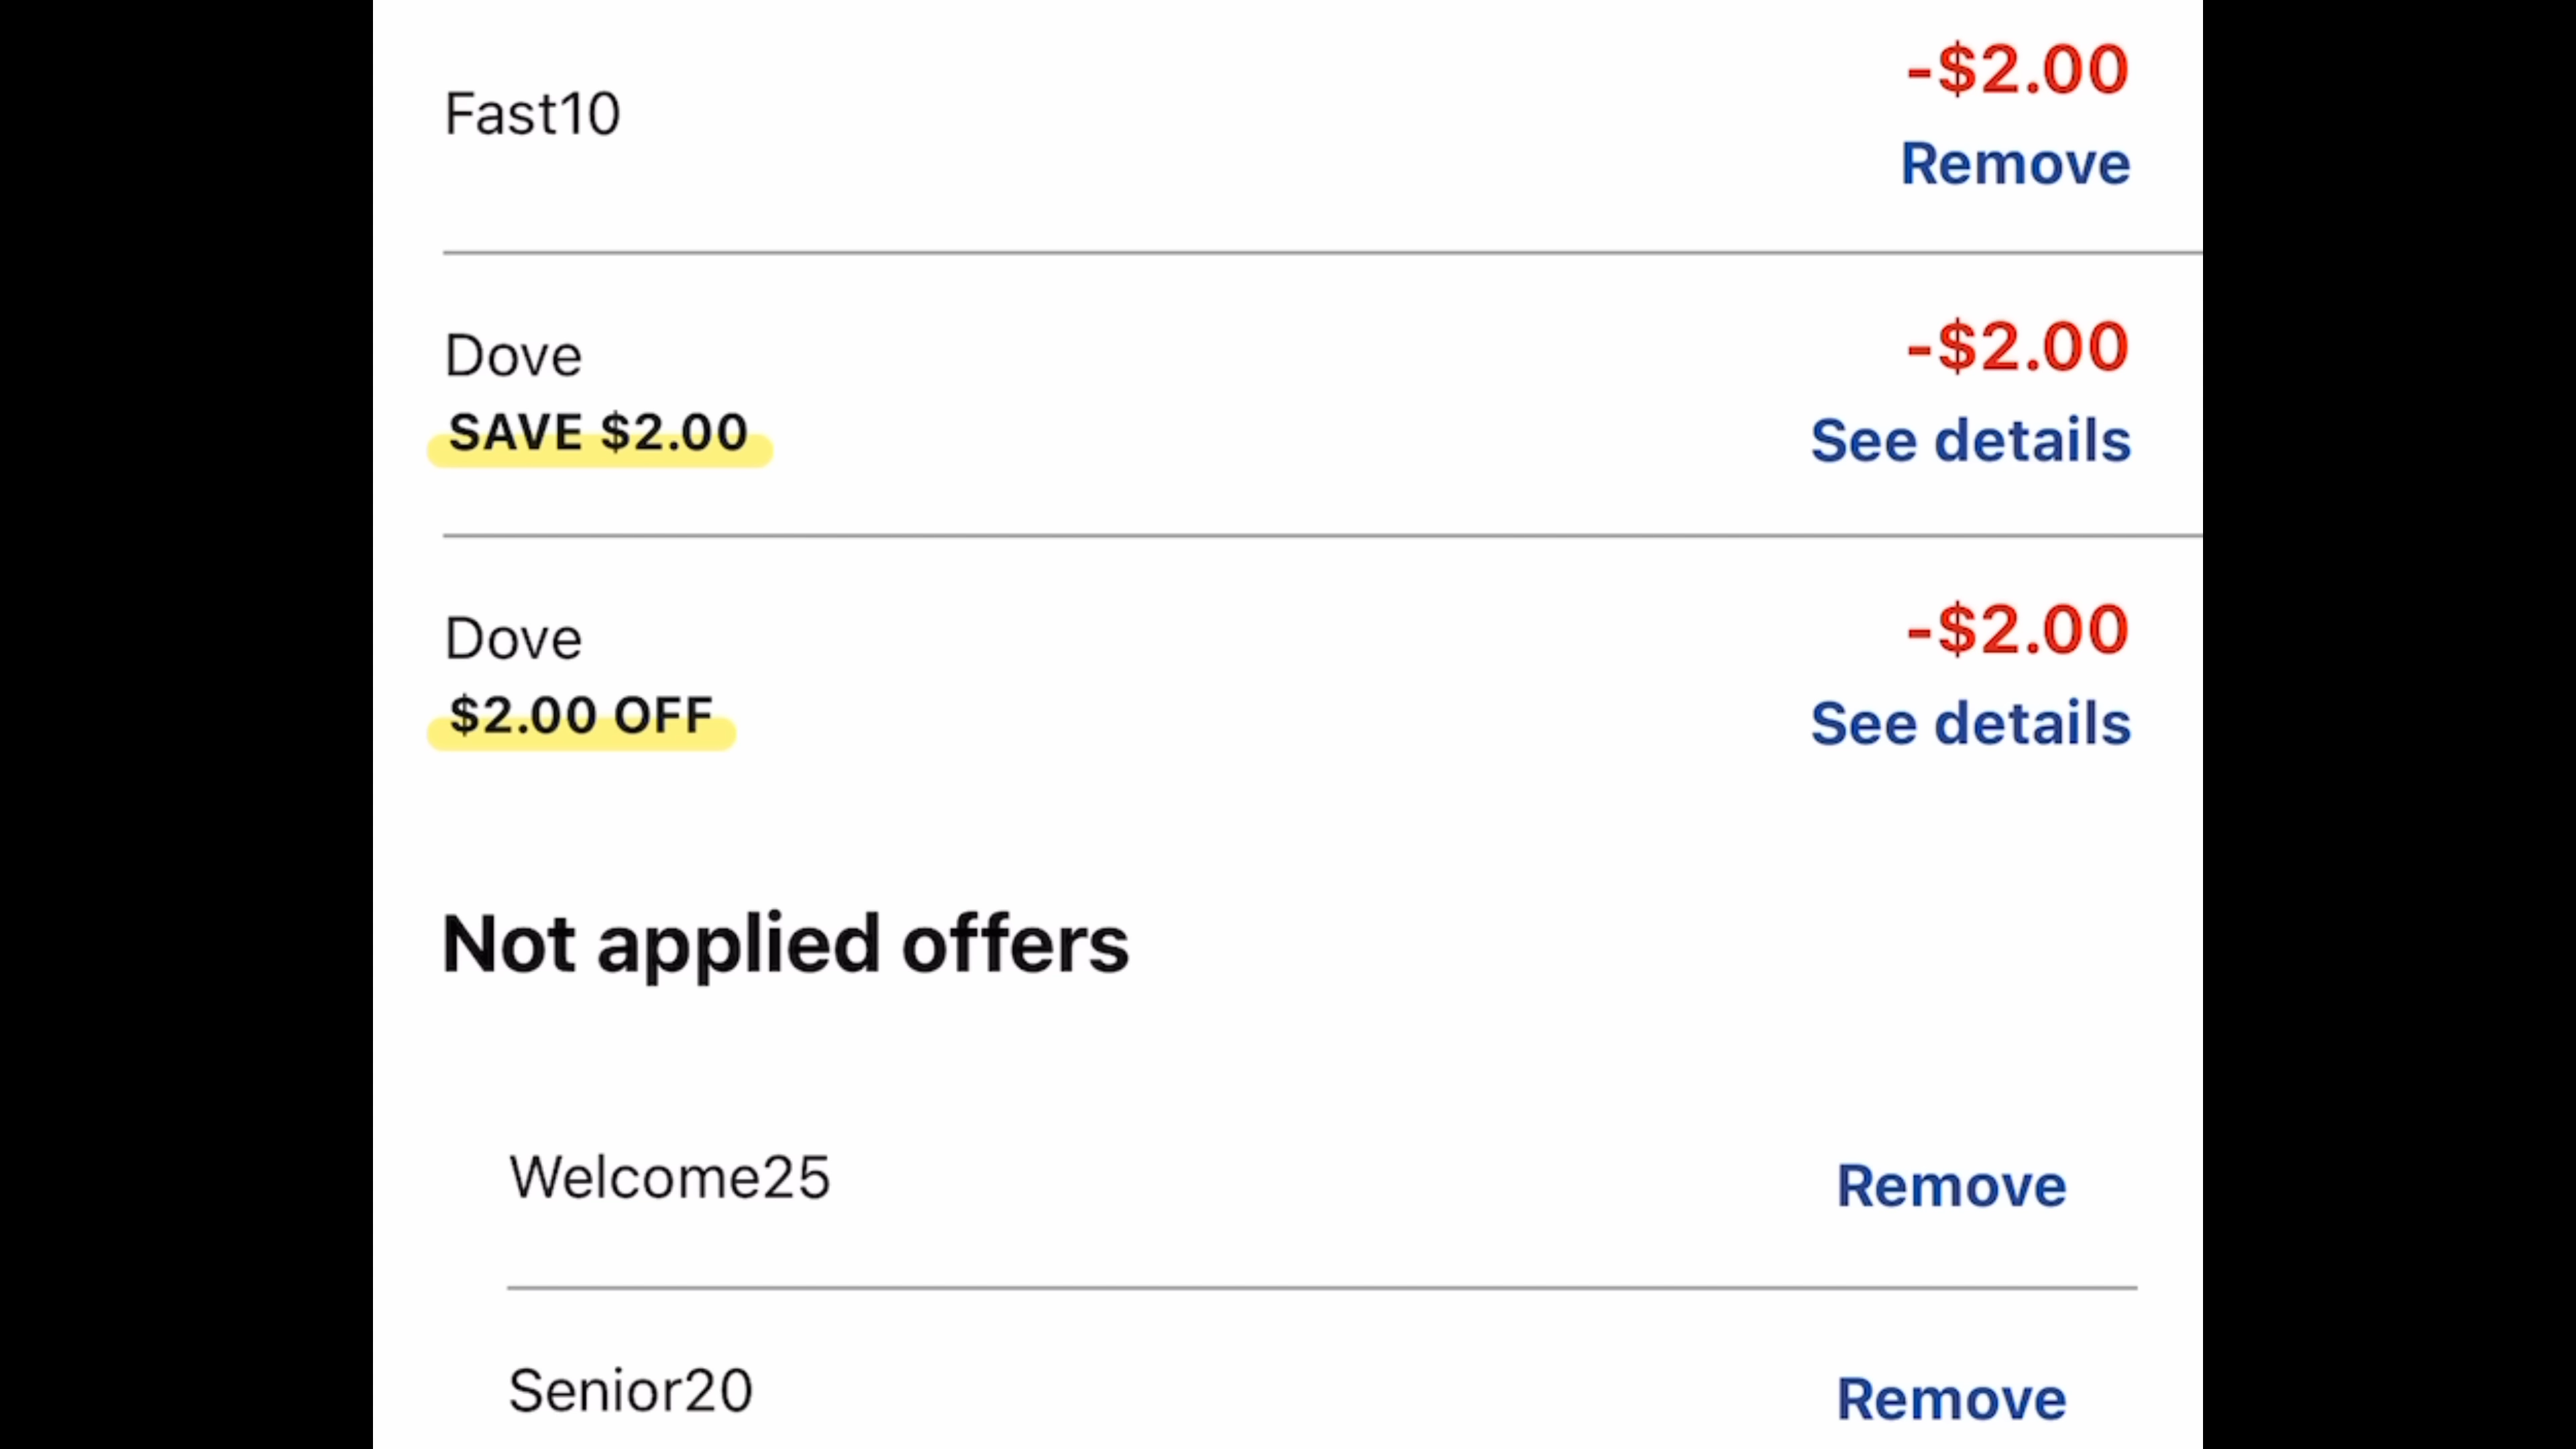 Fast10
-$2.00
Remove
Dove
SAVE $2.00
-$2.00
See details
Dove
$2.00 OFF
-$2.00
See details
Not applied offers
Welcome25
Remove
Senior20
Remove